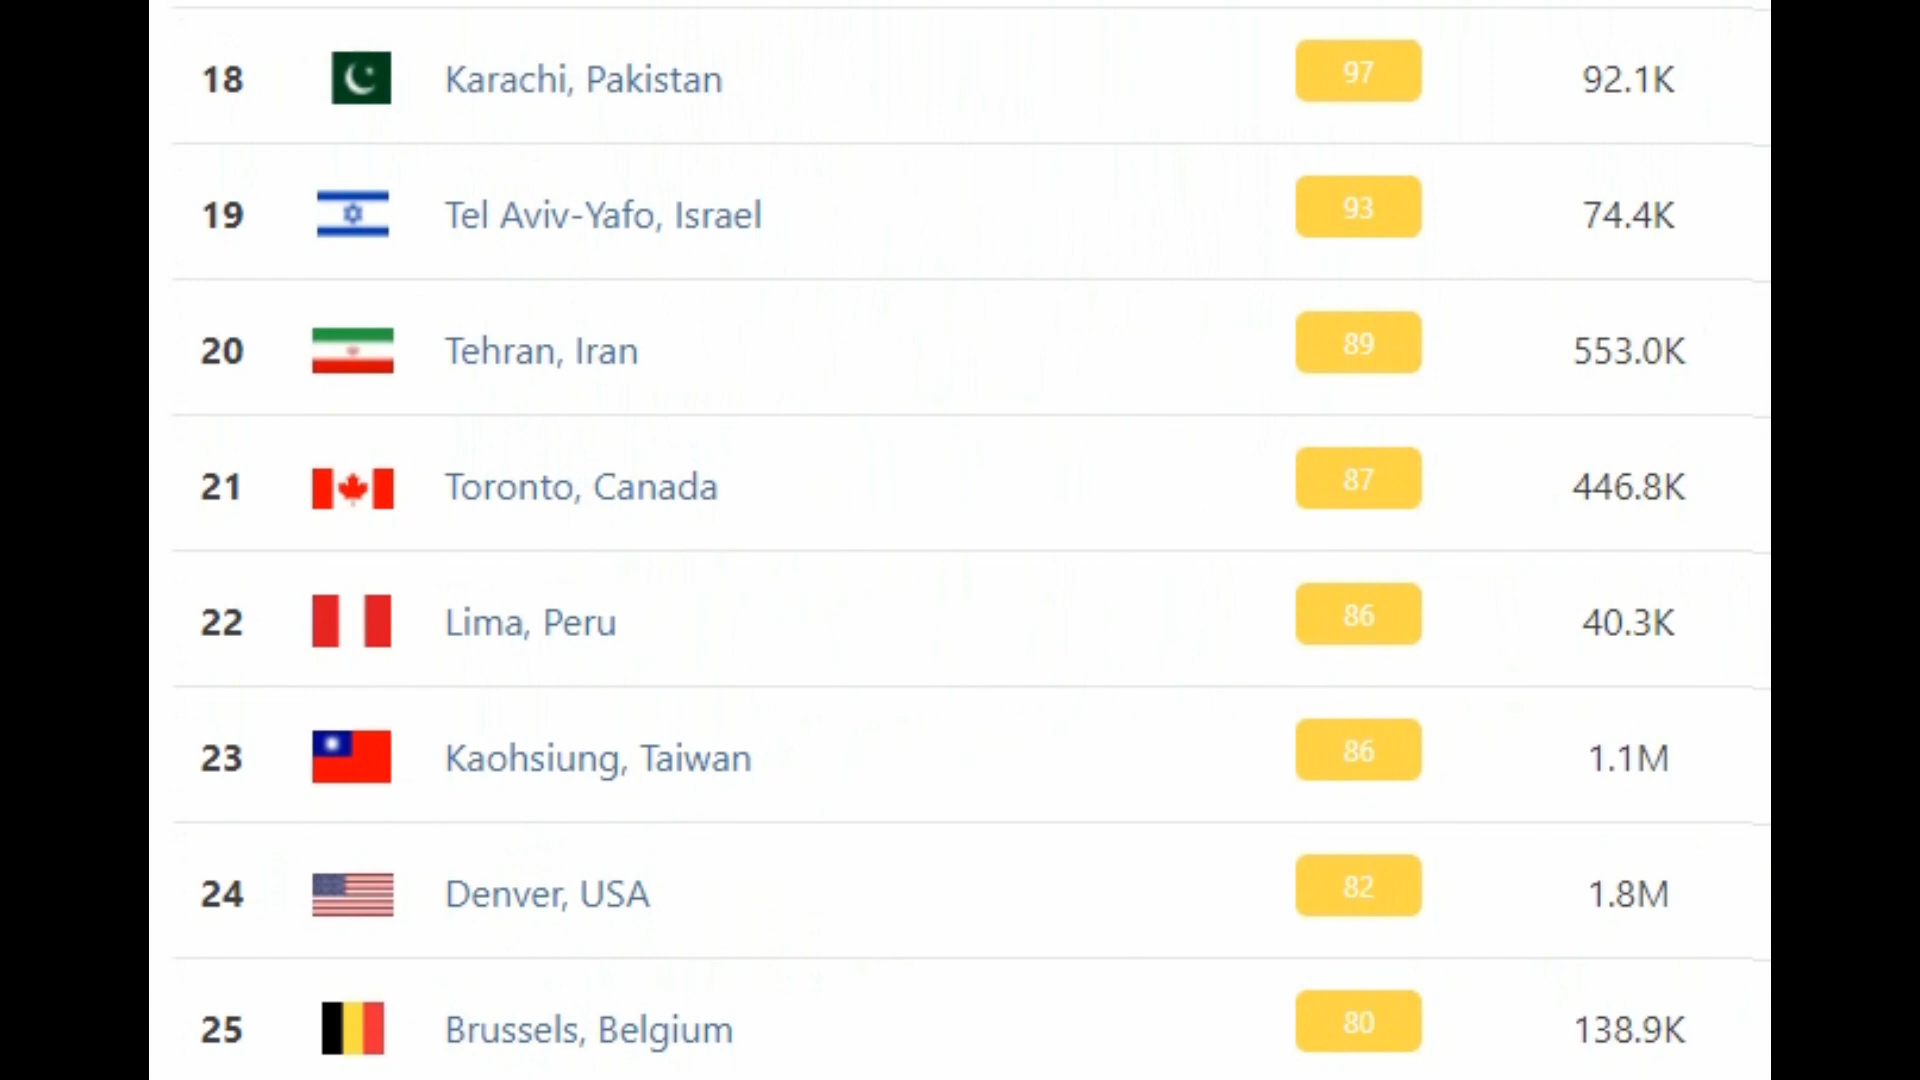 18 Karachi, Pakistan 97 92.1K
19 Tel Aviv-Yafo, Israel 93 74.4K
20 Tehran, Iran 89 553.0K
21 Toronto, Canada 87 446.8K
22 Lima, Peru 86 40.3K
23 Kaohsiung, Taiwan 86 1.1M
24 Denver, USA 82 1.8M
25 Brussels, Belgium 80 138.9K